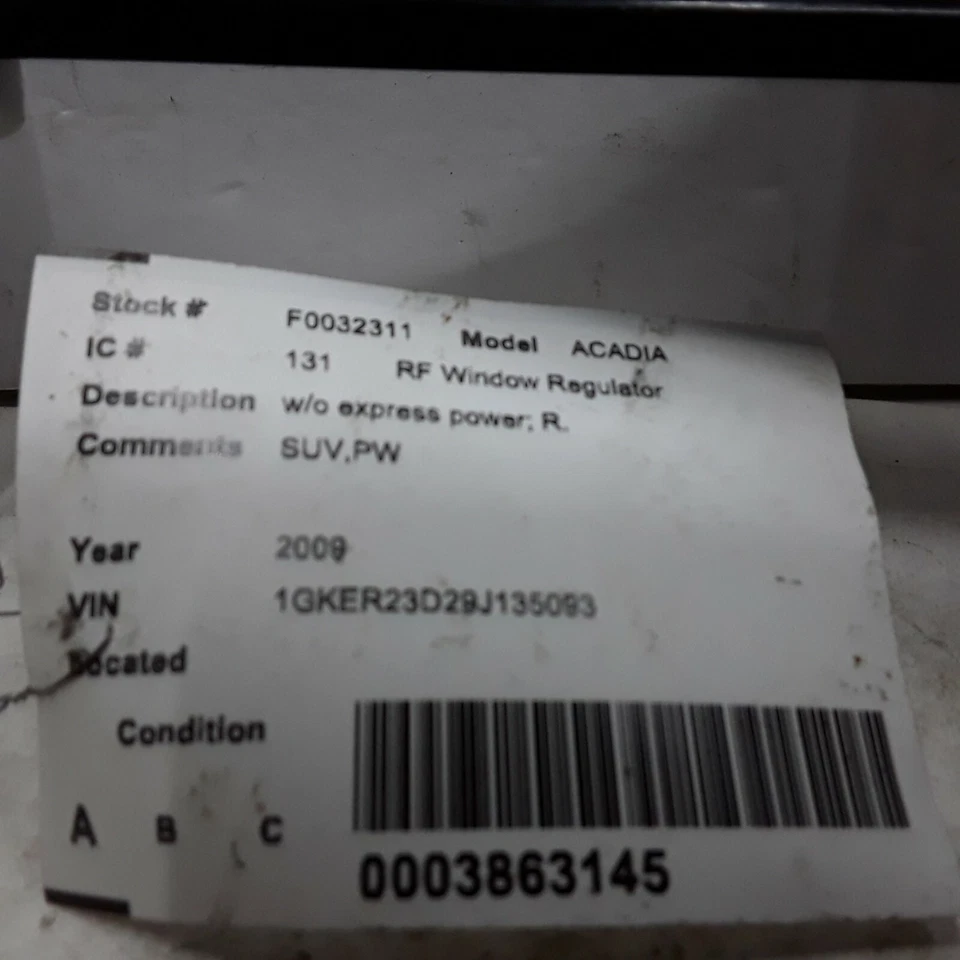 Stock # F0032311 Model ACADIA
IC # 131 RF Window Regulator
Description w/o express power; R.
Comments SUV,PW
Year 2009
VIN 1GKER23D29J135093
Located
Condition
A B C
0003863145